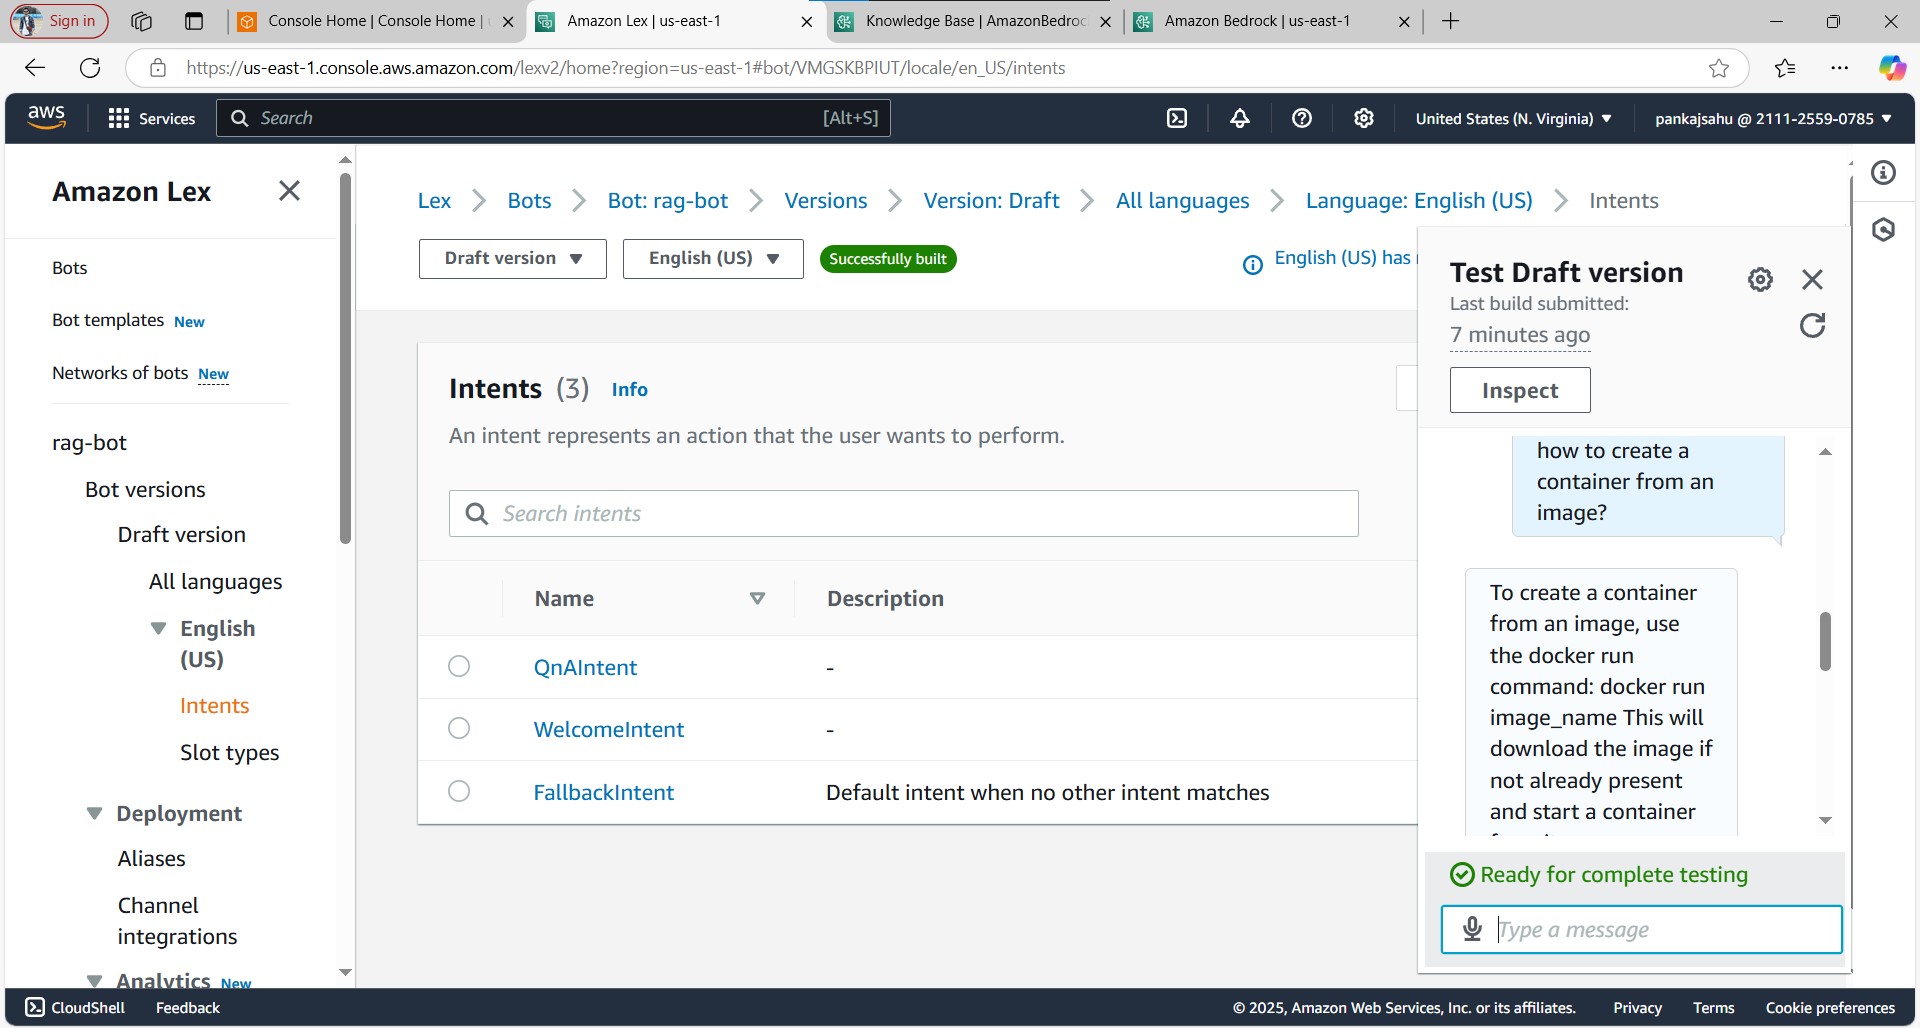 Sign in
Console Home | Console Home |
Amazon Lex | us-east-1
Knowledge Base | AmazonBedroc
Amazon Bedrock | us-east-1
https://us-east-1.console.aws.amazon.com/lexv2/home?region=us-east-1#bot/VMGSKBPIUT/locale/en_US/intents
aws
Services
Search
[Alt+S]
United States (N. Virginia) ▼
pankajsahu @ 2111-2559-0785 ▼
Amazon Lex
Bots
Bot templates New
Networks of bots New
rag-bot
Bot versions
Draft version
All languages
English
(US)
Intents
Slot types
Deployment
Aliases
Channel
integrations
Analytics New
Lex > Bots > Bot: rag-bot > Versions > Version: Draft > All languages > Language: English (US) > Intents
Draft version ▼
English (US) ▼
Successfully built
English (US) has
Intents (3) Info
An intent represents an action that the user wants to perform.
Search intents
Name
Description
QnAIntent -
WelcomeIntent -
FallbackIntent Default intent when no other intent matches
Test Draft version
Last build submitted:
7 minutes ago
Inspect
how to create a
container from an
image?
To create a container
from an image, use
the docker run
command: docker run
image_name This will
download the image if
not already present
and start a container
Ready for complete testing
Type a message
CloudShell
Feedback
© 2025, Amazon Web Services, Inc. or its affiliates.
Privacy
Terms
Cookie preferences